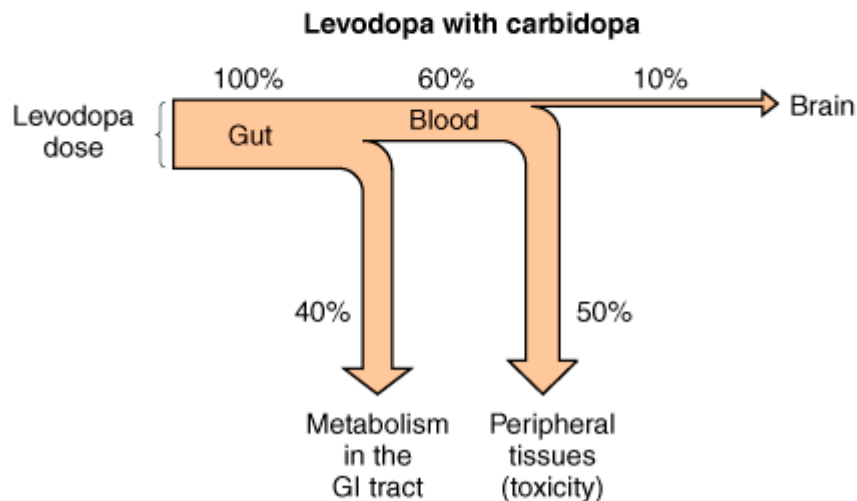 Levodopa with carbidopa
100% 60% 10%
Levodopa
dose
Gut
Blood
Brain
40%
50%
Metabolism
in the
GI tract
Peripheral
tissues
(toxicity)